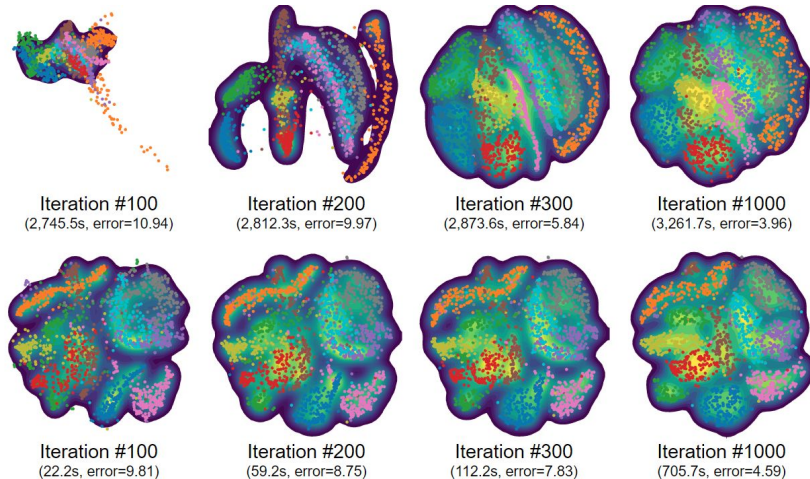 Iteration #100
(2,745.5s, error=10.94)
Iteration #200
(2,812.3s, error=9.97)
Iteration #300
(2,873.6s, error=5.84)
Iteration #1000
(3,261.7s, error=3.96)
Iteration #100
(22.2s, error=9.81)
Iteration #200
(59.2s, error=8.75)
Iteration #300
(112.2s, error=7.83)
Iteration #1000
(705.7s, error=4.59)